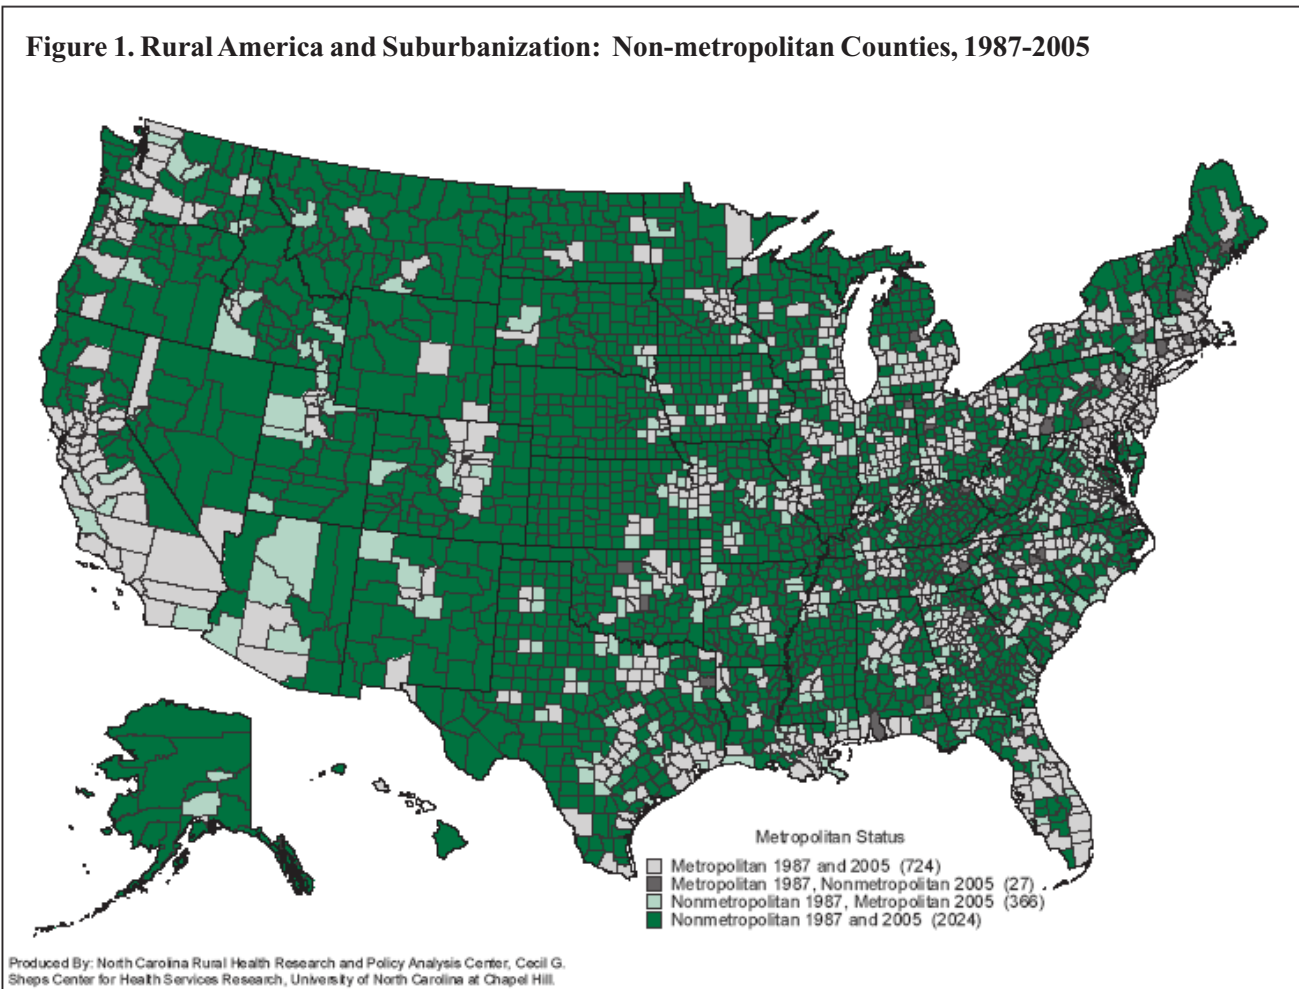 Figure 1. Rural America and Suburbanization: Non-metropolitan Counties, 1987-2005
Metropolitan Status
Metropolitan 1987 and 2005 (724)
Metropolitan 1987, Nonmetropolitan 2005 (27)
Nonmetropolitan 1987, Metropolitan 2005 (366)
Nonmetropolitan 1987 and 2005 (2024)
Produced By: North Carolina Rural Health Research and Policy Analysis Center, Cecil G.
Sheps Center for Health Services Research, University of North Carolina at Chapel Hill.